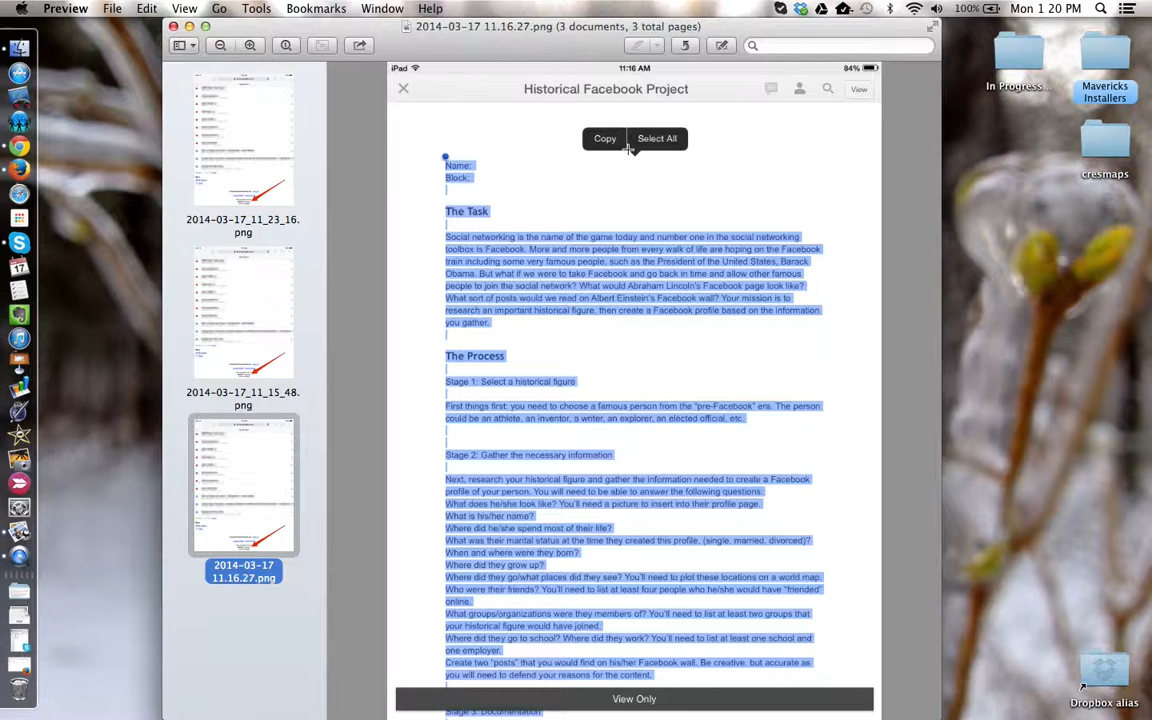 Preview File Edit View Go Tools Bookmarks Window Help
100% Mon 1 20 PM
2014-03-17 11.16.27.png (3 documents, 3 total pages)
iPad
11:16 AM
84%
Historical Facebook Project
View
Copy Select All
Name:
Block:
The Task
Social networking is the name of the game today and number one in the social networking
toolbox is Facebook. More and more people from every walk of life are hoping on the Facebook
train including some very famous people, such as the President of the United States, Barack
Obama. But what if we were to take Facebook and go back in time and allow other famous
people to join the social network? What would Abraham Lincoln's Facebook page look like?
What sort of posts would we read on Albert Einstein's Facebook wall? Your mission is to
research an important historical figure, then create a Facebook profile based on the information
you gather.
The Process
Stage 1: Select a historical figure
First things first: you need to choose a famous person from the "pre-Facebook" era. The person
could be an athlete, an inventor, a writer, an explorer, an elected official, etc.
Stage 2: Gather the necessary information
Next, research your historical figure and gather the information needed to create a Facebook
profile of your person. You will need to be able to answer the following questions:
What does he/she look like? You'll need a picture to insert into their profile page.
What is his/her name?
Where did he/she spend most of their life?
What was their marital status at the time they created this profile. (single, married, divorced)?
When and where were they born?
Where did they grow up?
Where did they go/what places did they see? You'll need to plot these locations on a world map.
Who were their friends? You'll need to list at least four people who he/she would have "friended"
online.
What groups/organizations were they members of? You'll need to list at least two groups that
your historical figure would have joined.
Where did they go to school? Where did they work? You'll need to list at least one school and
one employer.
Create two "posts" that you would find on his/her Facebook wall. Be creative, but accurate as
you will need to defend your reasons for the content.
View Only
Stage 3: Documentation
2014-03-17_11_23_16.
png
2014-03-17_11_15_48.
png
2014-03-17
11.16.27.png
In Progress...
Mavericks
Installers
cresmaps
Dropbox alias
17